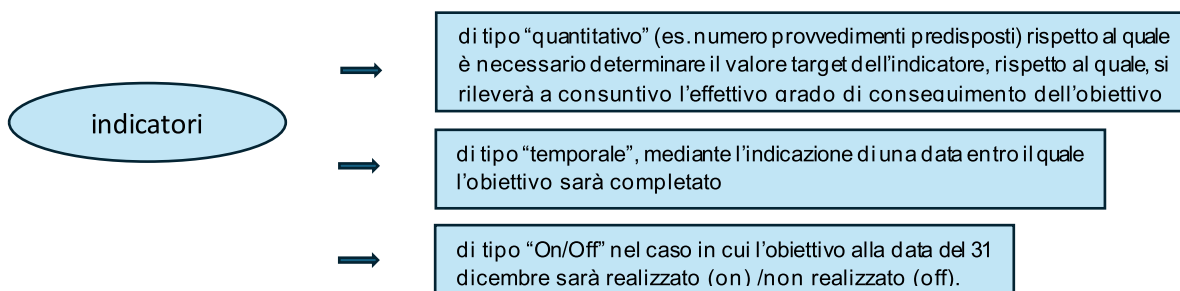 indicatori
di tipo “quantitativo” (es. numero provvedimenti predisposti) rispetto al quale
è necessario determinare il valore target dell’indicatore, rispetto al quale, si
rileverà a consuntivo l’effettivo grado di conseguimento dell’obiettivo
di tipo “temporale”, mediante l’indicazione di una data entro il quale
l’obiettivo sarà completato
di tipo “On/Off” nel caso in cui l’obiettivo alla data del 31
dicembre sarà realizzato (on) /non realizzato (off).